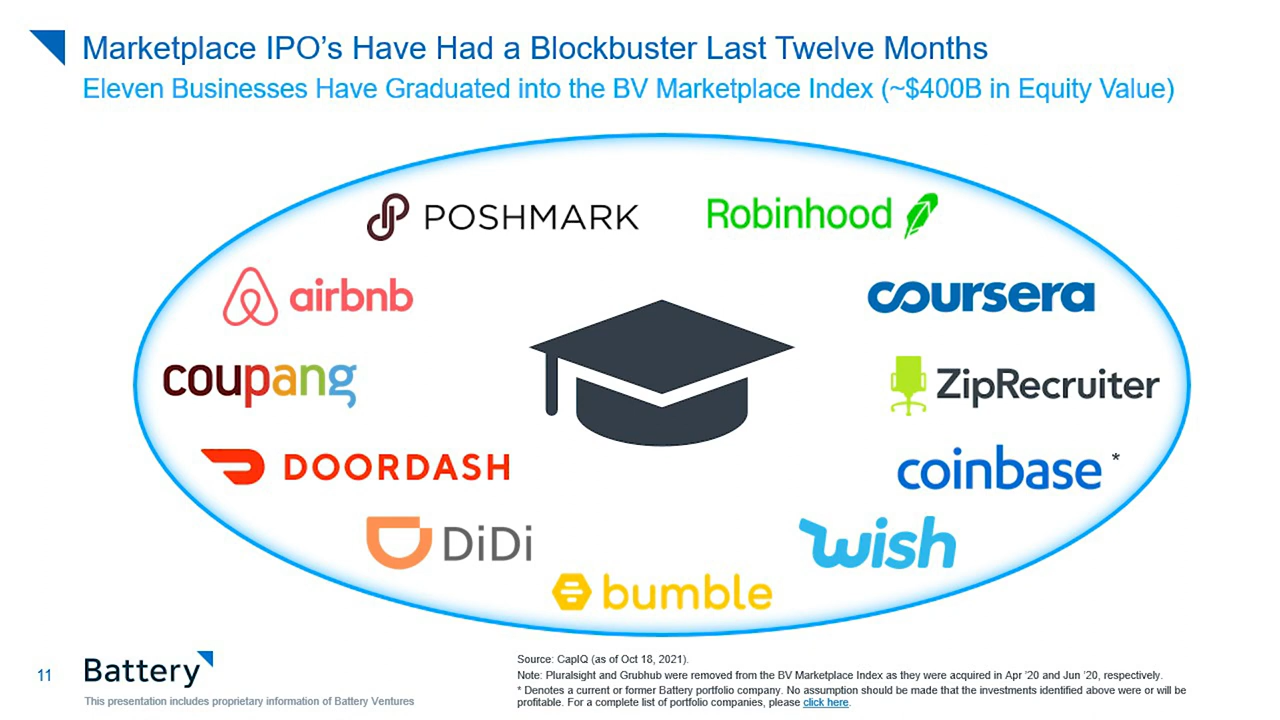 Marketplace IPO’s Have Had a Blockbuster Last Twelve Months
Eleven Businesses Have Graduated into the BV Marketplace Index (~$400B in Equity Value)
POSHMARK
Robinhood
airbnb
coursera
coupang
ZipRecruiter
DOORDASH
coinbase *
DiDi
wish
bumble
11
Battery
This presentation includes proprietary information of Battery Ventures
Source: CapIQ (as of Oct 18, 2021).
Note: Pluralsight and Grubhub were removed from the BV Marketplace Index as they were acquired in Apr ’20 and Jun ’20, respectively.
* Denotes a current or former Battery portfolio company. No assumption should be made that the investments identified above were or will be
profitable. For a complete list of portfolio companies, please click here.